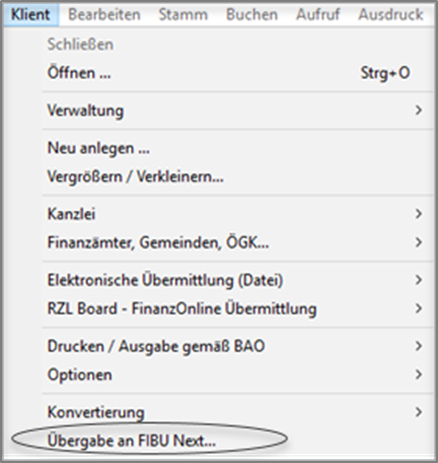 Klient Bearbeiten Stamm Buchen Aufruf Ausdruck
Schließen
Öffnen ... Strg+O
Verwaltung
Neu anlegen ...
Vergrößern / Verkleinern...
Kanzlei
Finanzämter, Gemeinden, ÖGK...
Elektronische Übermittlung (Datei)
RZL Board - FinanzOnline Übermittlung
Drucken / Ausgabe gemäß BAO
Optionen
Konvertierung
Übergabe an FIBU Next...